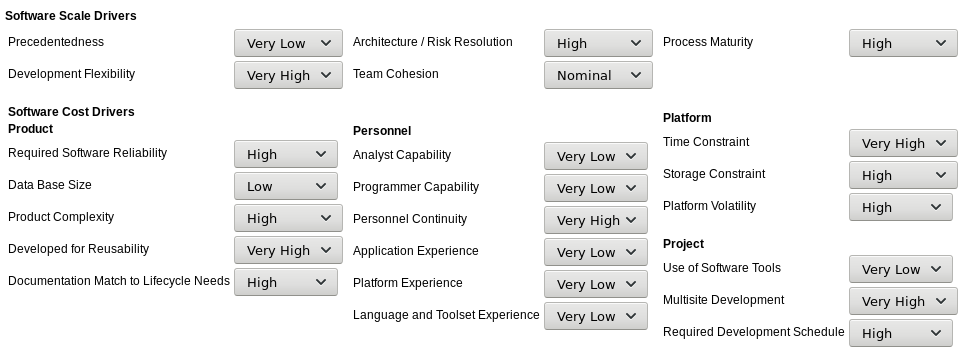 Software Scale Drivers
Precedentedness Very Low Architecture / Risk Resolution High Process Maturity High
Development Flexibility Very High Team Cohesion Nominal
Software Cost Drivers
Product
Required Software Reliability High
Data Base Size Low
Product Complexity High
Developed for Reusability Very High
Documentation Match to Lifecycle Needs High
Personnel
Analyst Capability Very Low
Programmer Capability Very Low
Personnel Continuity Very High
Application Experience Very Low
Platform Experience Very Low
Language and Toolset Experience Very Low
Platform
Time Constraint Very High
Storage Constraint High
Platform Volatility High
Project
Use of Software Tools Very Low
Multisite Development Very High
Required Development Schedule High